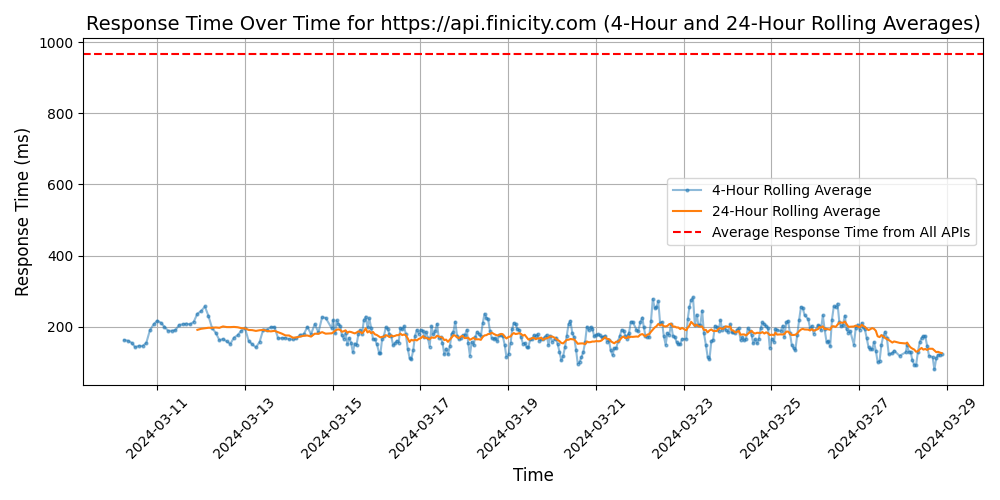 Response Time Over Time for https://api.finicity.com (4-Hour and 24-Hour Rolling Averages)
Response Time (ms)
1000
800
600
400
200
4-Hour Rolling Average
24-Hour Rolling Average
Average Response Time from All APIs
2024-03-11
2024-03-13
2024-03-15
2024-03-17
2024-03-19
2024-03-21
2024-03-23
2024-03-25
2024-03-27
2024-03-29
Time